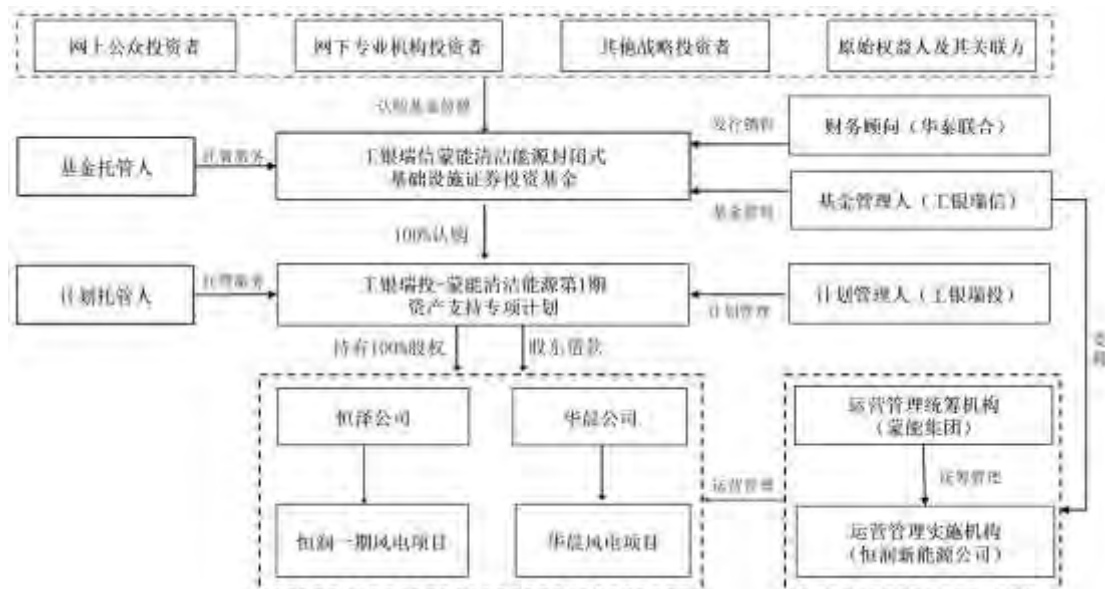 网上公众投资者
网下专业机构投资者
其他战略投资者
原始权益人及其关联方
认购基金份额
发行销售
财务顾问（华泰联合）
基金托管人
托管服务
工银瑞信蒙能清洁能源封闭式
基础设施证券投资基金
基金管理
基金管理人（工银瑞信）
100%认购
计划托管人
托管服务
工银瑞投-蒙能清洁能源第1期
资产支持专项计划
计划管理
计划管理人（工银瑞投）
持有100%股权
股东借款
恒泽公司
华晨公司
运营管理统筹机构
（蒙能集团）
运营管理
恒润一期风电项目
华晨风电项目
运营管理实施机构
（恒润新能源公司）